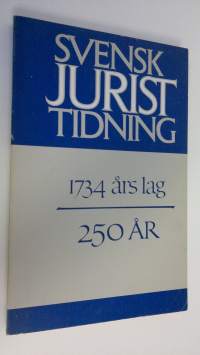 SVENSK
JURIST
TIDNING
1734 års lag
250 ÅR